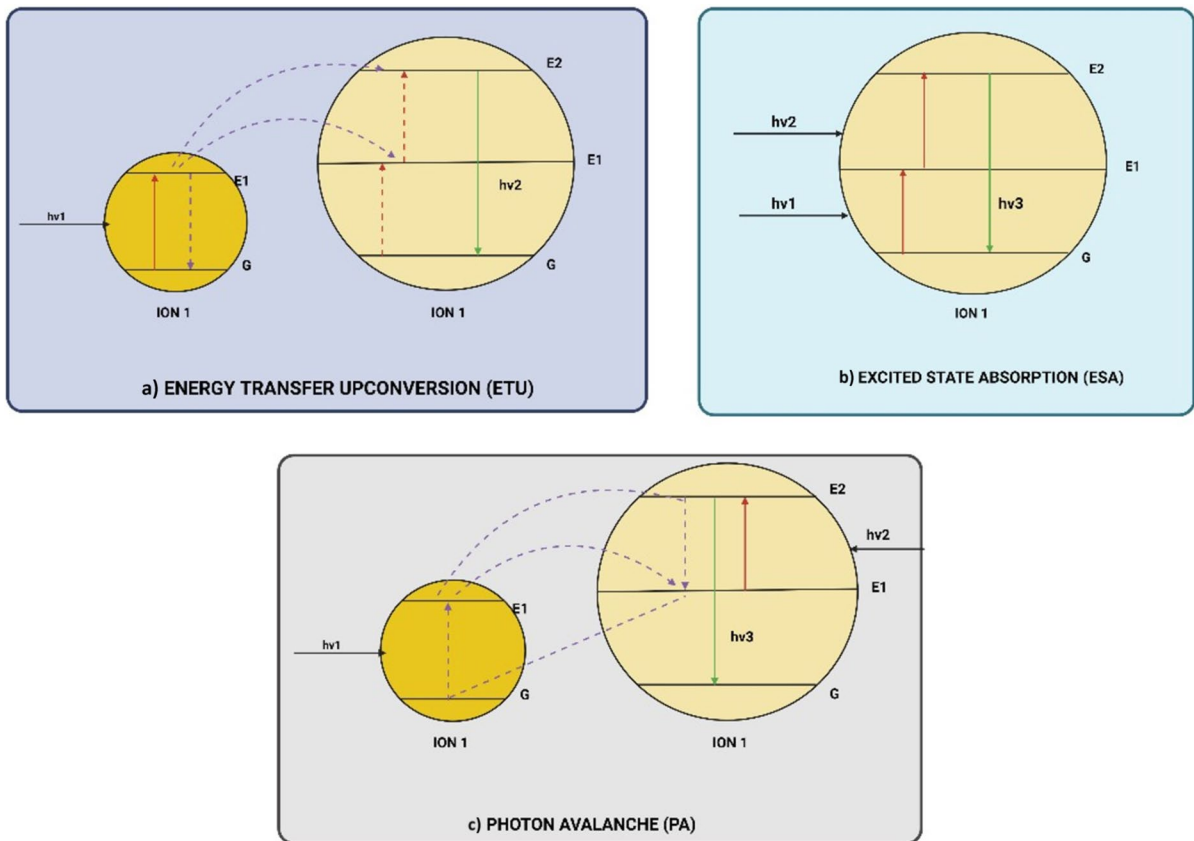 E2
E1
hv2
E1
hv1
G
G
ION 1
ION 1
a) ENERGY TRANSFER UPCONVERSION (ETU)
E2
hv2
E1
hv1
hv3
G
ION 1
b) EXCITED STATE ABSORPTION (ESA)
E2
hv2
E1
E1
hv3
hv1
G
G
ION 1
ION 1
c) PHOTON AVALANCHE (PA)